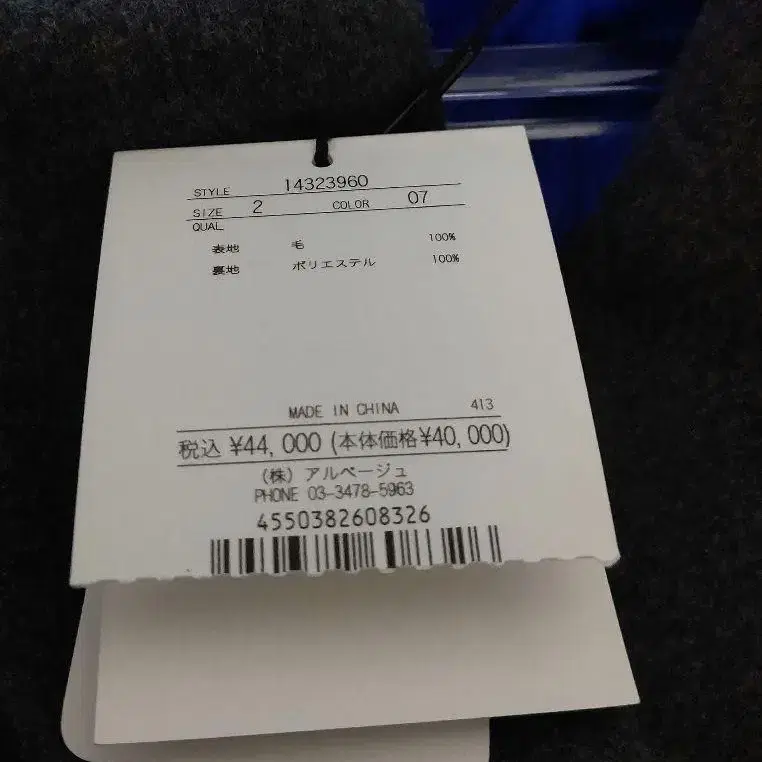 STYLE 14323960
SIZE 2 COLOR 07
QUAL
表地 毛 100%
裏地 ポリエステル 100%
MADE IN CHINA 413
税込 ¥44,000 (本体価格¥40,000)
(株) アルページュ
PHONE 03-3478-5963
4550382608326